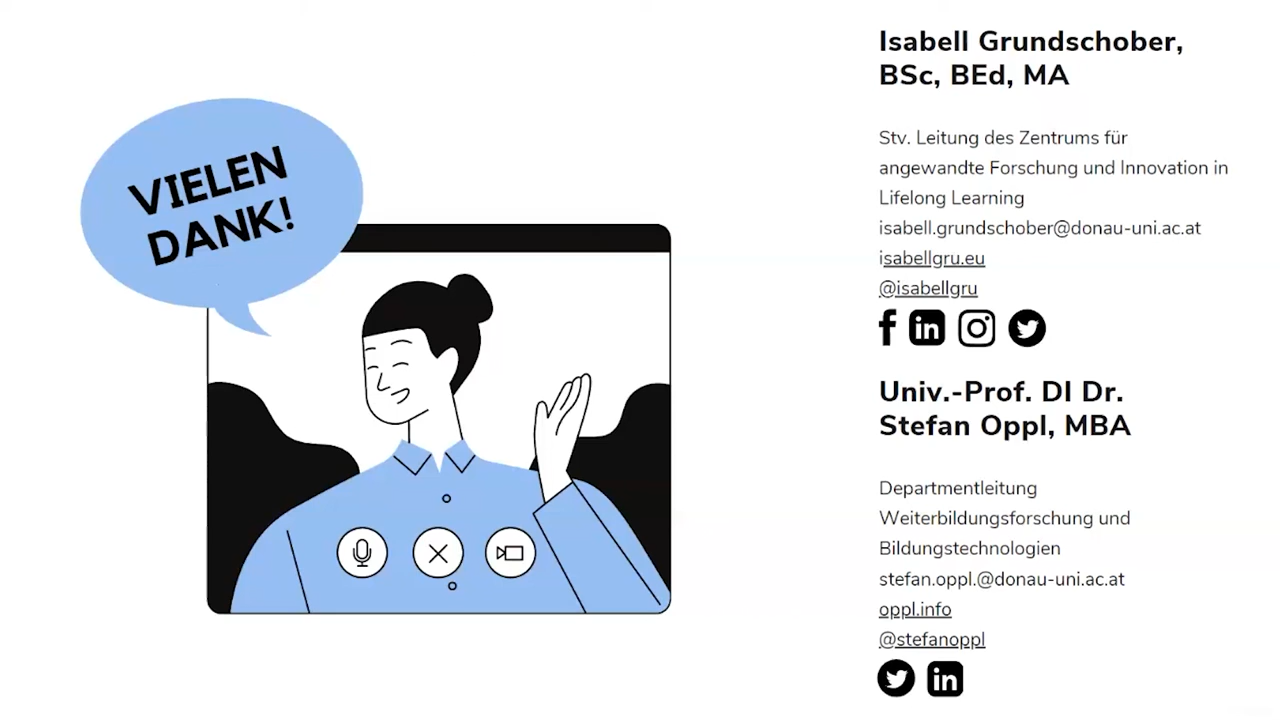 VIELEN
DANK!
Isabell Grundschober,
BSc, BEd, MA
Stv. Leitung des Zentrums für
angewandte Forschung und Innovation in
Lifelong Learning
isabell.grundschober@donau-uni.ac.at
isabellgru.eu
@isabellgru
Univ.-Prof. DI Dr.
Stefan Oppl, MBA
Departmentleitung
Weiterbildungsforschung und
Bildungstechnologien
stefan.oppl.@donau-uni.ac.at
oppl.info
@stefanoppl